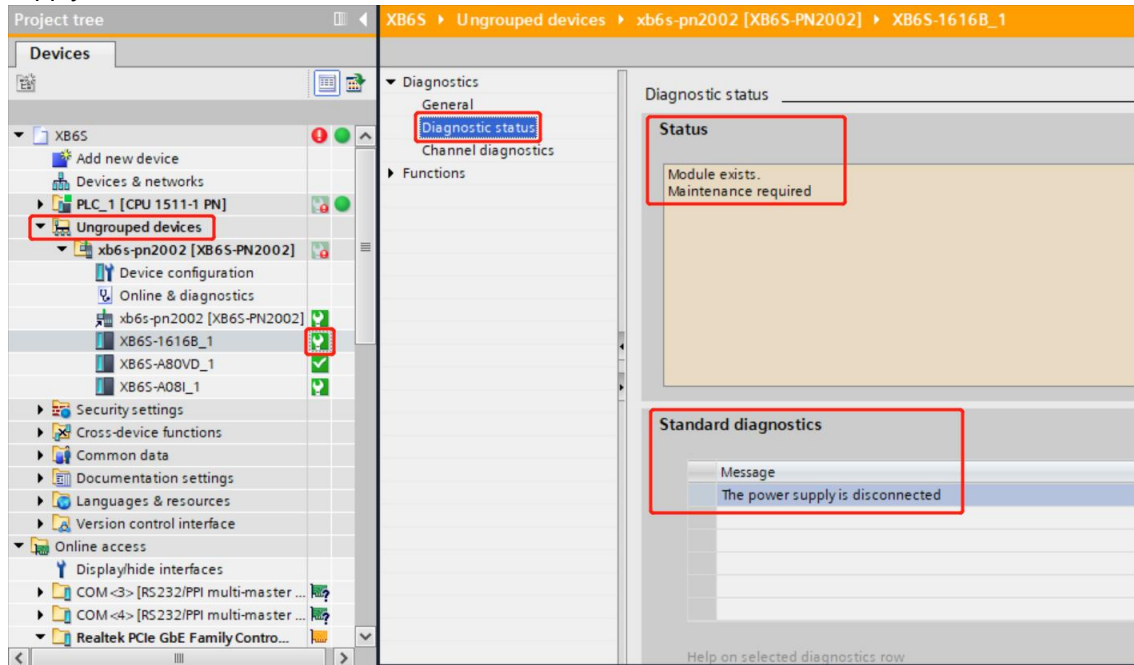 Project tree
Devices
XB6S
Add new device
Devices & networks
PLC_1 [CPU 1511-1 PN]
Ungrouped devices
xb6s-pn2002 [XB6S-PN2002]
Device configuration
Online & diagnostics
xb6s-pn2002 [XB6S-PN2002]
XB6S-1616B_1
XB6S-A80VD_1
XB6S-A08I_1
Security settings
Cross-device functions
Common data
Documentation settings
Languages & resources
Version control interface
Online access
Display/hide interfaces
COM <3> [RS232/PPI multi-master ...
COM <4> [RS232/PPI multi-master ...
Realtek PCIe GbE Family Contro...
XB6S Ungrouped devices xb6s-pn2002 [XB6S-PN2002] XB6S-1616B_1
Diagnostics
General
Diagnostic status
Channel diagnostics
Functions
Diagnostic status
Status
Module exists.
Maintenance required
Standard diagnostics
Message
The power supply is disconnected
Help on selected diagnostics row